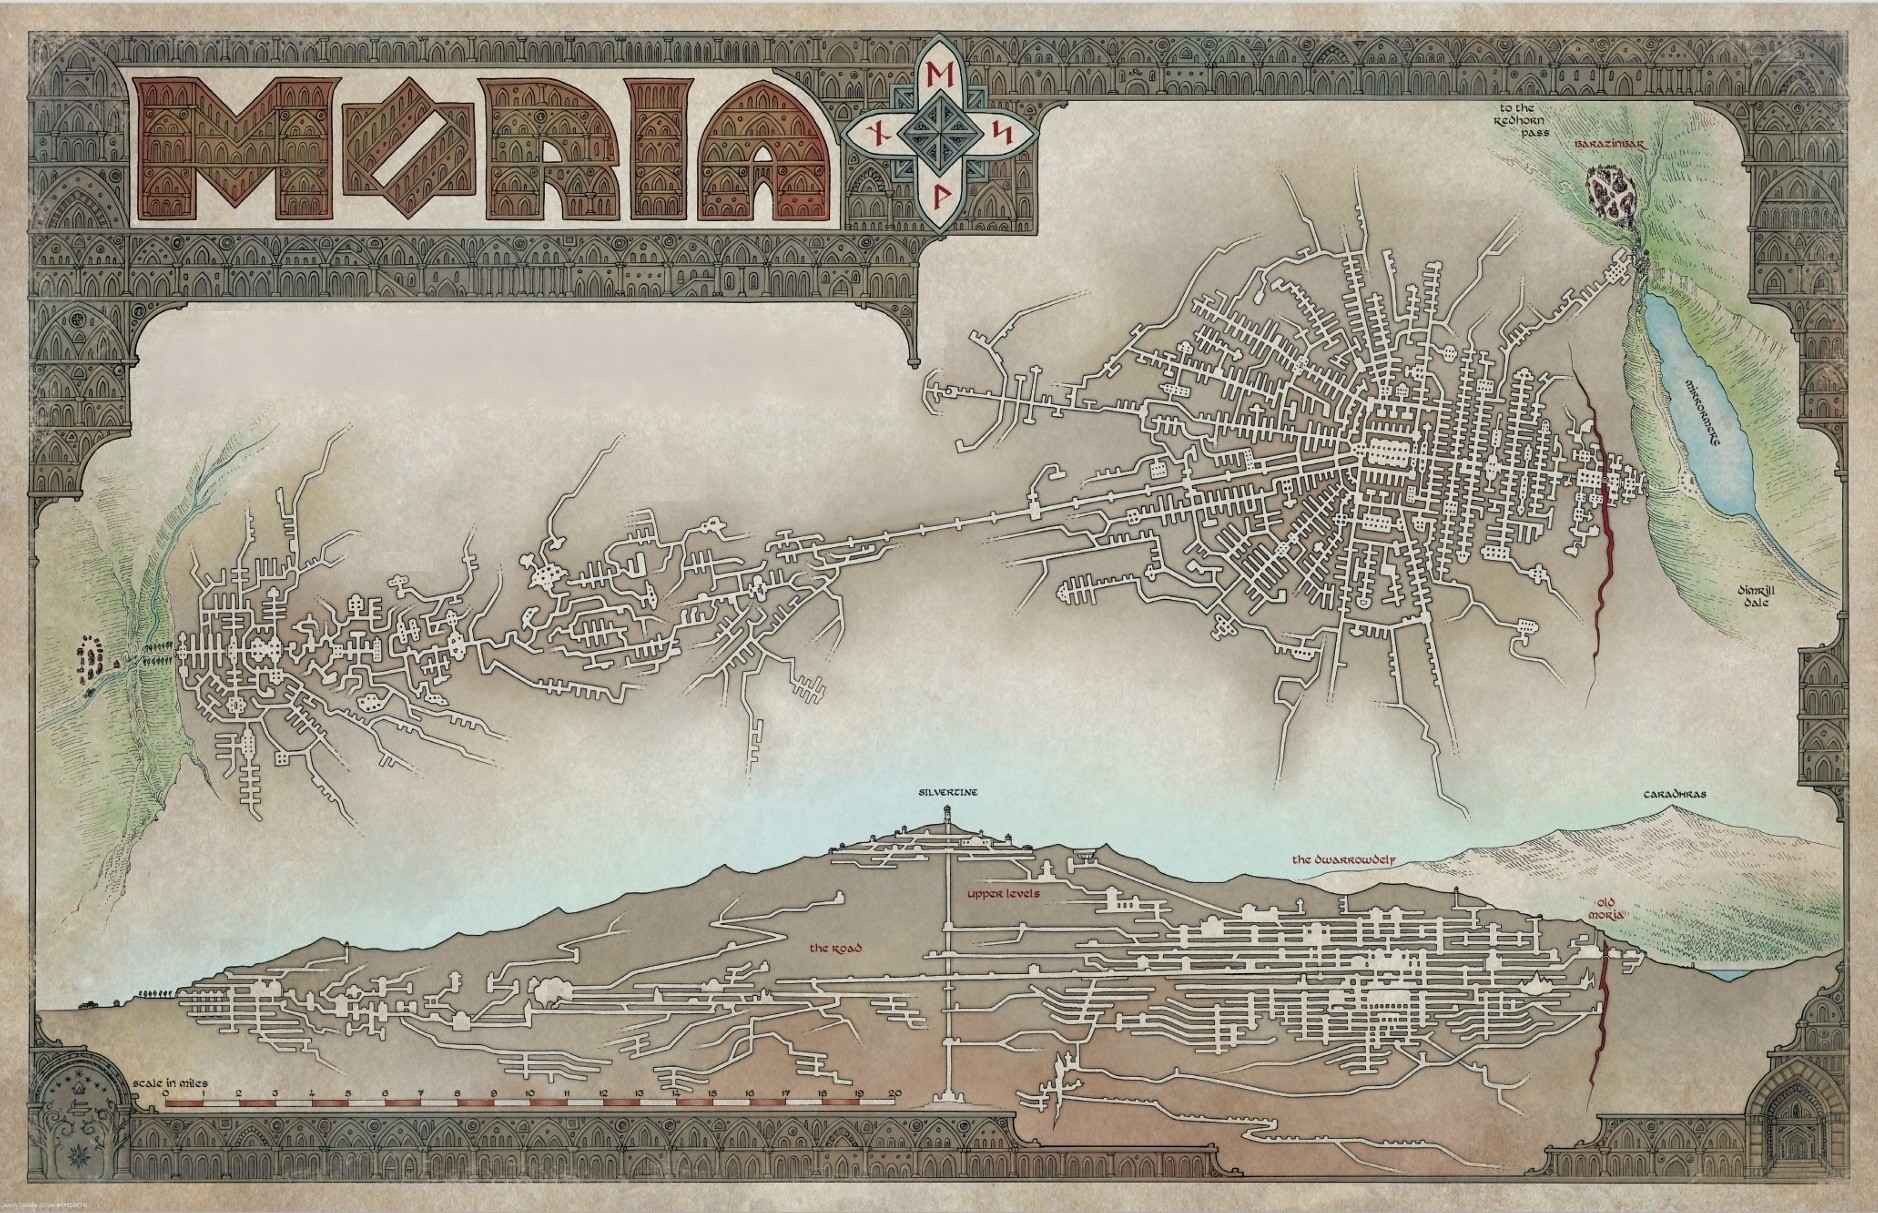 MORIA
to the
Redhorn
pass
Barazinbar
mirrormere
dimrill
dale
Silvertine
Caradhras
the dwarrowdelf
upper levels
old
moria
the Road
scale in miles
0 1 2 3 4 5 6 7 8 9 10 11 12 13 14 15 16 17 18 19 20